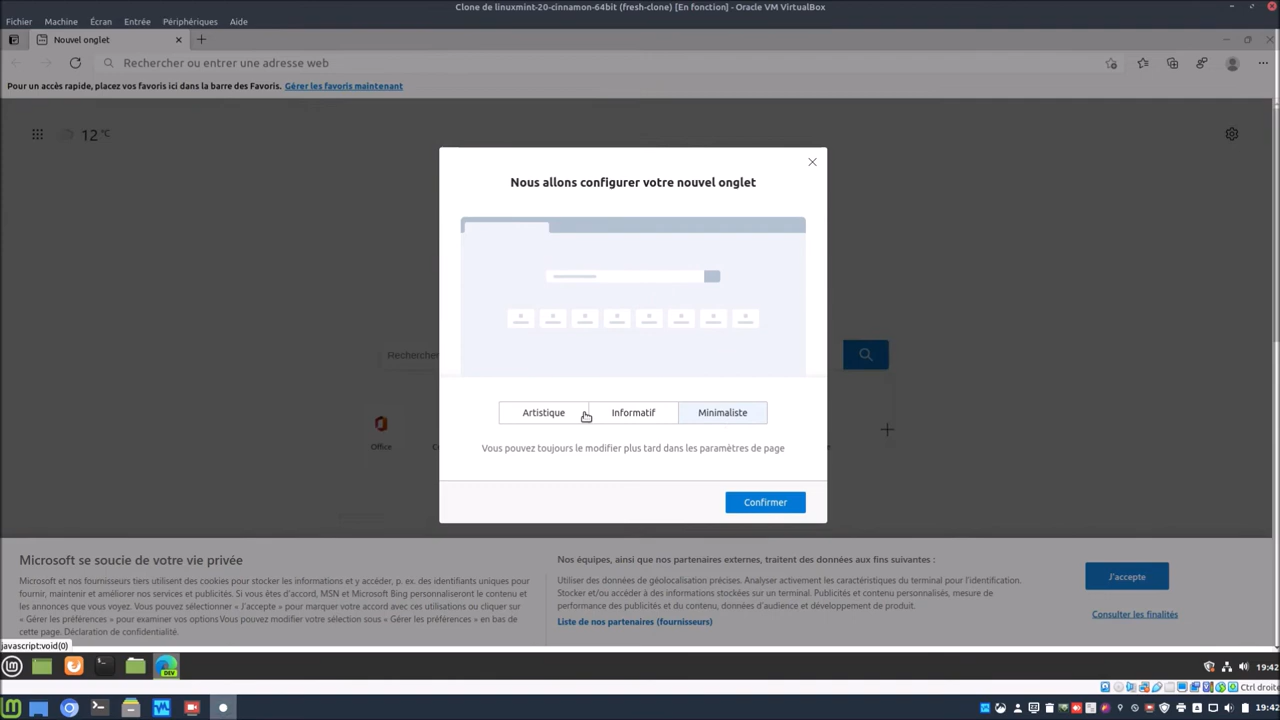 Clone de linuxmint-20-cinnamon-64bit (fresh-clone) [En fonction] - Oracle VM VirtualBox
Fichier Machine Écran Entrée Périphériques Aide
Nouvel onglet
Rechercher ou entrer une adresse web
Pour un accès rapide, placez vos favoris ici dans la barre des Favoris. Gérer les favoris maintenant
12 °C
Nous allons configurer votre nouvel onglet
Rechercher
Artistique Informatif Minimaliste
Office
Vous pouvez toujours le modifier plus tard dans les paramètres de page
Confirmer
Microsoft se soucie de votre vie privée
Microsoft et nos fournisseurs tiers utilisent des cookies pour stocker les informations et y accéder, p. ex. des identifiants uniques pour
fournir, maintenir et améliorer nos services et publicités. Si vous êtes d'accord, MSN et Microsoft Bing personnaliseront le contenu et
les annonces que vous voyez. Vous pouvez sélectionner « J'accepte » pour marquer votre accord avec ces utilisations ou cliquer sur
« Gérer les préférences » pour examiner vos options.Vous pouvez modifier votre sélection sous « Gérer les préférences » en bas de
cette page. Déclaration de confidentialité.
Nos équipes, ainsi que nos partenaires externes, traitent des données aux fins suivantes :
Utiliser des données de géolocalisation précises. Analyser activement les caractéristiques du terminal pour l'identification.
Stocker et/ou accéder à des informations stockées sur un terminal. Publicités et contenu personnalisés, mesure de
performance des publicités et du contenu, données d'audience et développement de produit.
Liste de nos partenaires (fournisseurs)
J'accepte
Consulter les finalités
javascript:void(0)
DEV
19:42
Ctrl droite
19:42